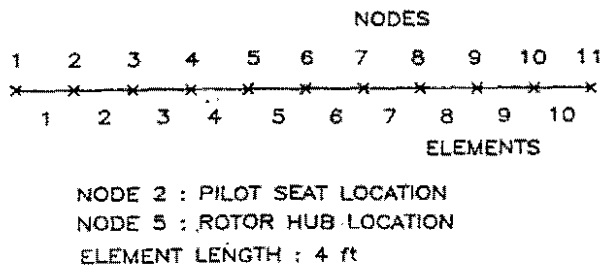 NODES
1 2 3 4 5 6 7 8 9 10 11
1 2 3 4 5 6 7 8 9 10
ELEMENTS
NODE 2 : PILOT SEAT LOCATION
NODE 5 : ROTOR HUB LOCATION
ELEMENT LENGTH : 4 ft